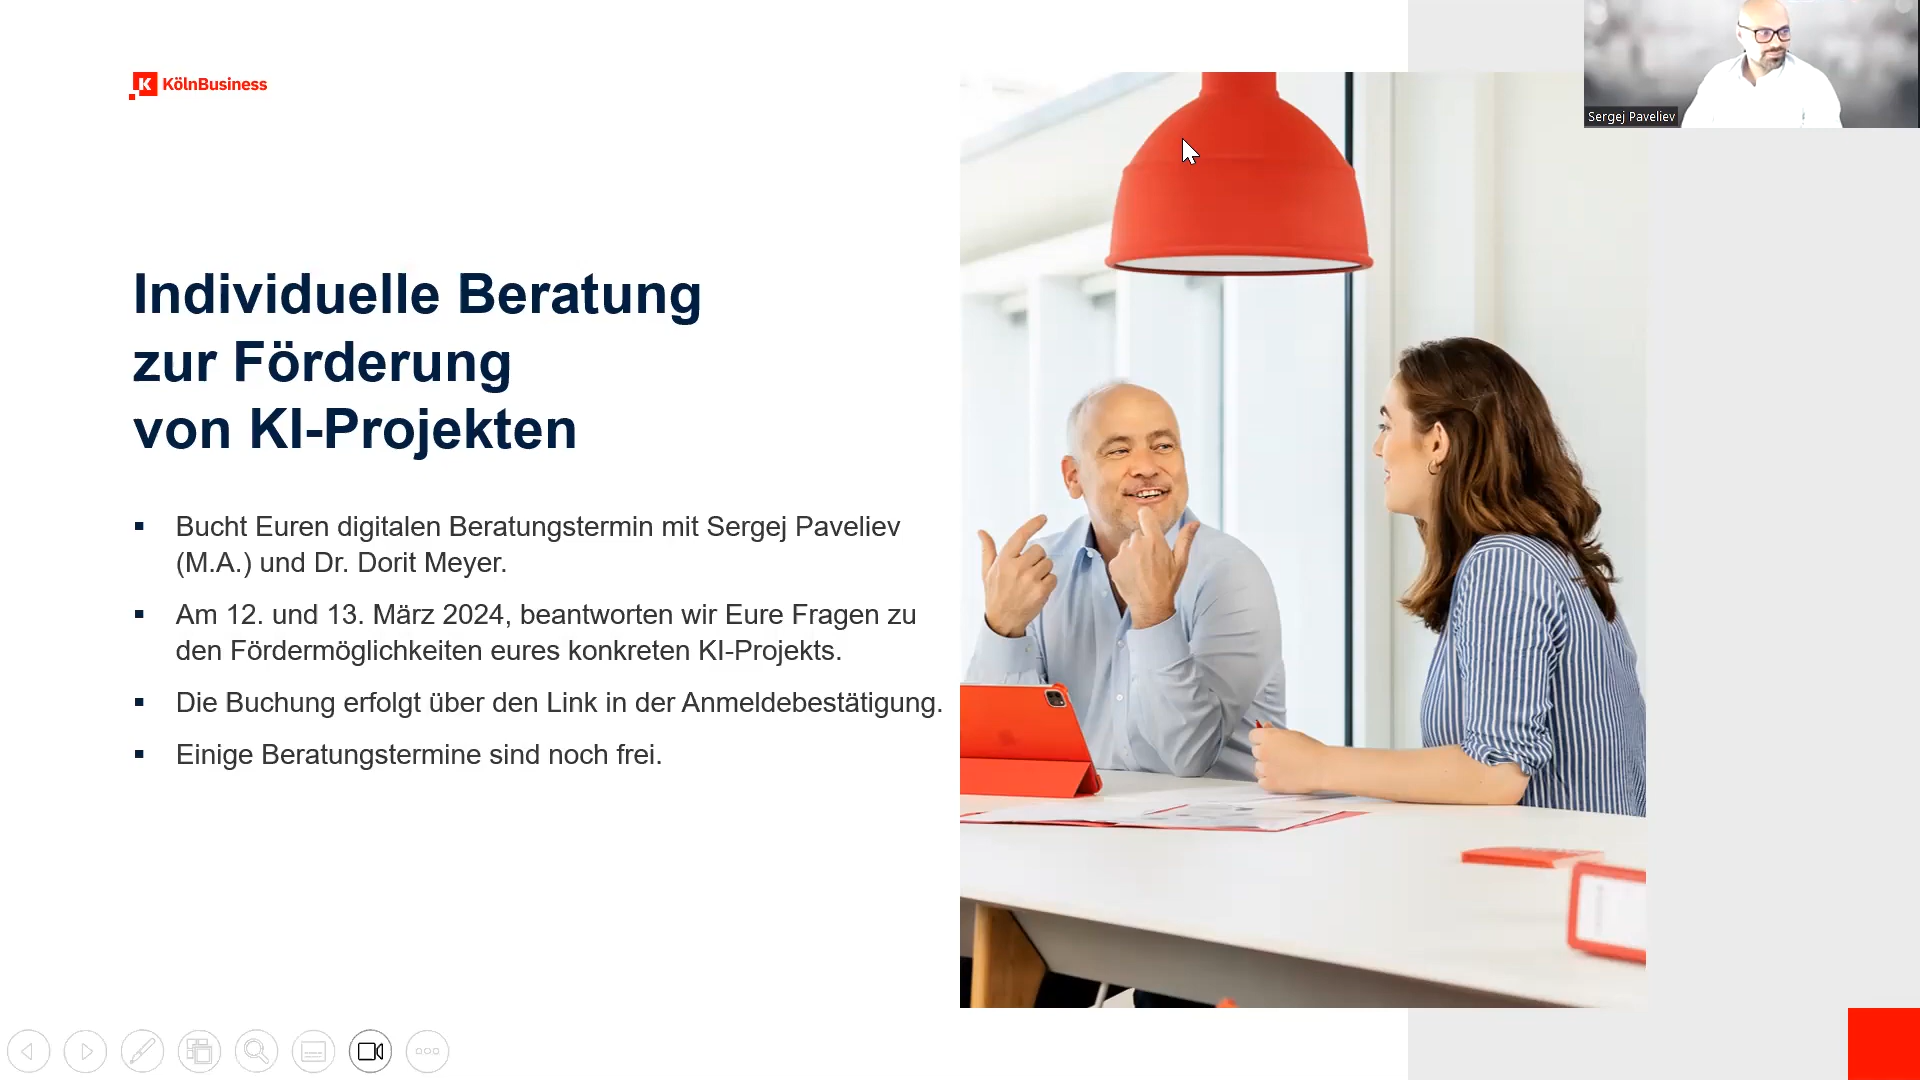 K KölnBusiness
Sergej Paveliev
Individuelle Beratung
zur Förderung
von KI-Projekten
Bucht Euren digitalen Beratungstermin mit Sergej Paveliev
(M.A.) und Dr. Dorit Meyer.
Am 12. und 13. März 2024, beantworten wir Eure Fragen zu
den Fördermöglichkeiten eures konkreten KI-Projekts.
Die Buchung erfolgt über den Link in der Anmeldebestätigung.
Einige Beratungstermine sind noch frei.